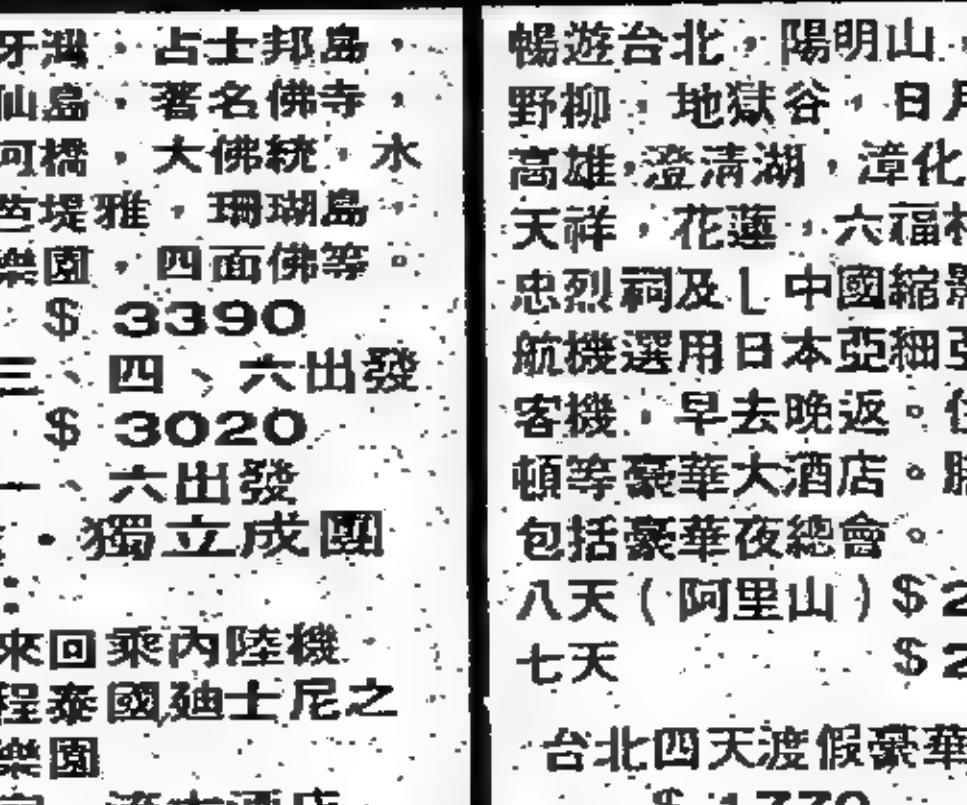 牙灣，占士邦島，
仙島，著名佛寺，
河橋，大佛統，水
芭堤雅，珊瑚島，
樂園，四面佛等。
$ 3390
三、四、六出發
$ 3020
一、六出發
・獨立成團
來回乘內陸機
程泰國廸士尼之
樂園
酒店
暢遊台北，陽明山，
野柳，地獄谷，日月
高雄，澄清湖，漳化
天祥，花蓮，六福村
忠烈祠及「中國縮影
航機選用日本亞細亞
客機，早去晚返。住
頓等豪華大酒店。膳
包括豪華夜總會。
八天（阿里山）$2
七天 $2
台北四天渡假豪華
$ 1770